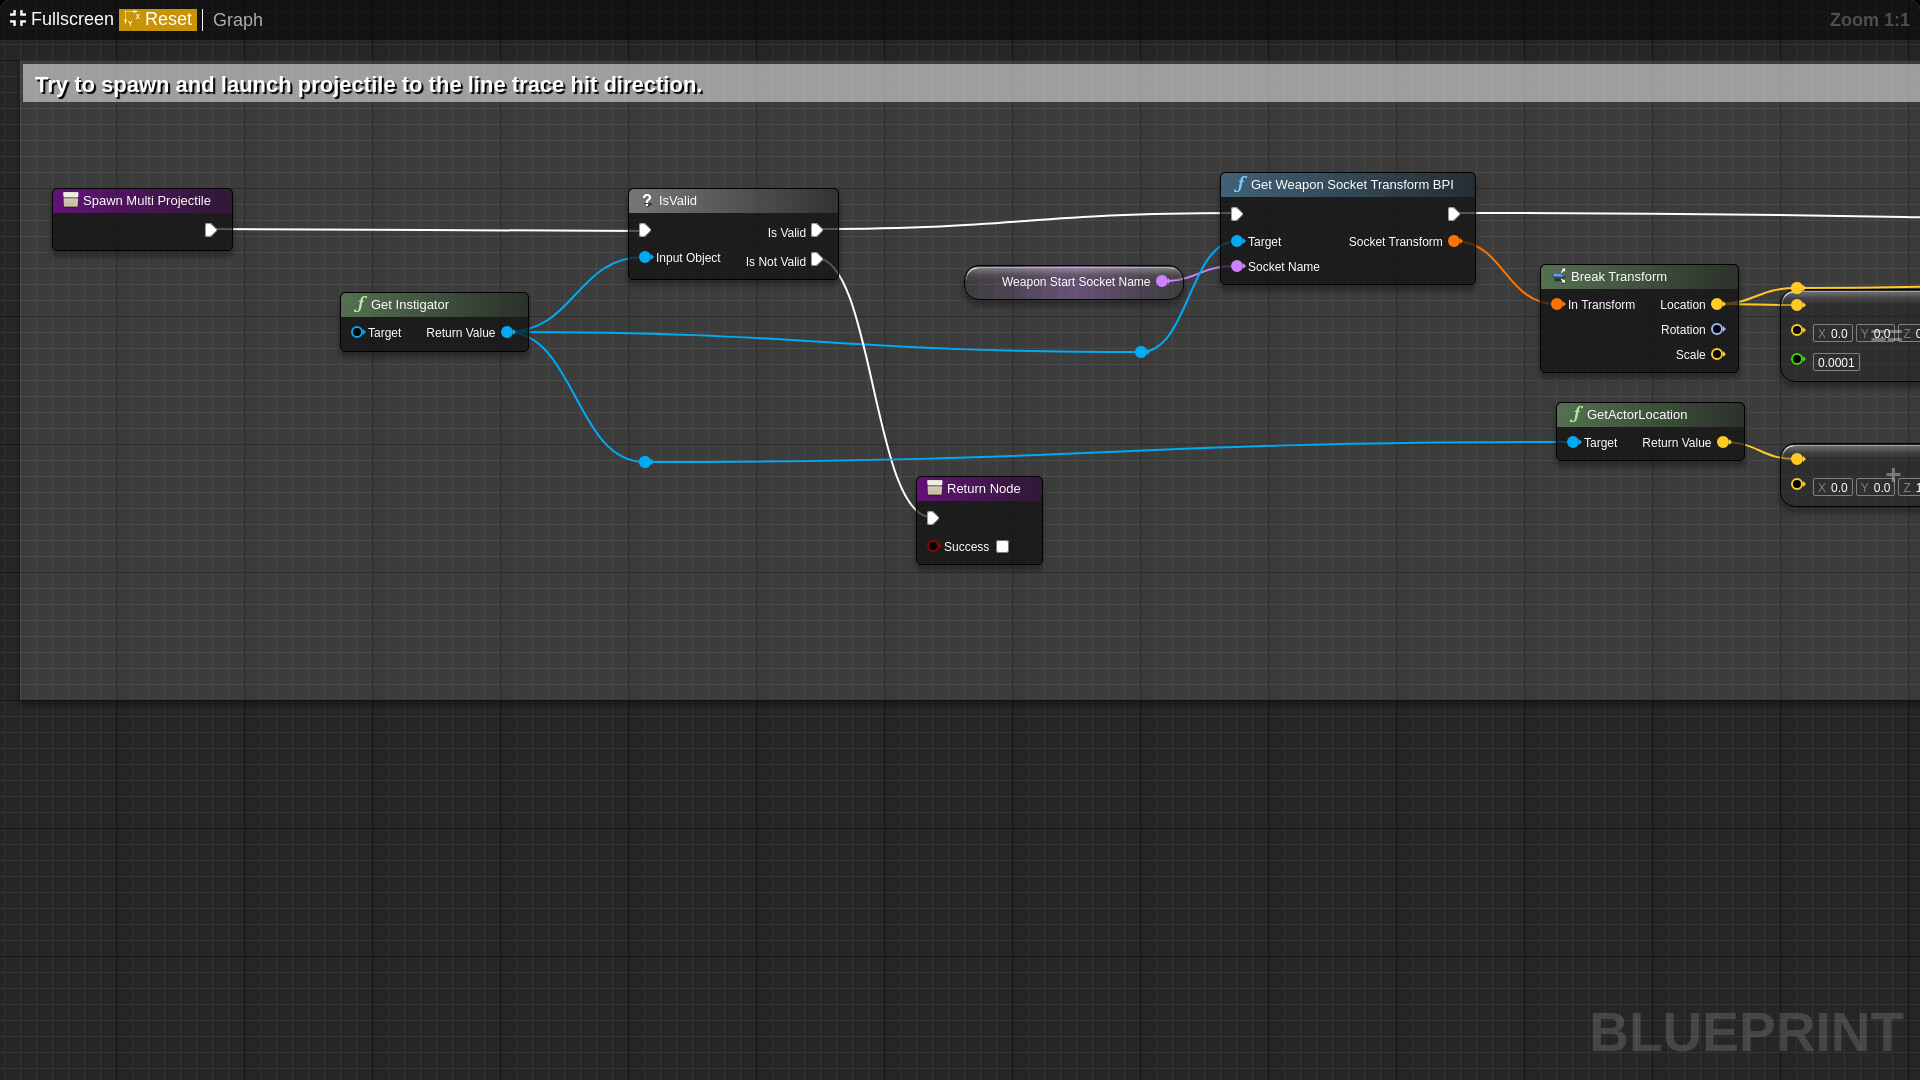 Fullscreen Reset Graph Zoom 1:1
Try to spawn and launch projectile to the line trace hit direction.
Spawn Multi Projectile
? IsValid
Is Valid
Input Object Is Not Valid
Get Instigator
Target Return Value
Weapon Start Socket Name
f Get Weapon Socket Transform BPI
Target Socket Transform
Socket Name
Break Transform
In Transform Location
Rotation
Scale
X 0.0 Y 0.0 Z
0.0001
GetActorLocation
Target Return Value
+
X 0.0 Y 0.0 Z 1
Return Node
Success
BLUEPRINT